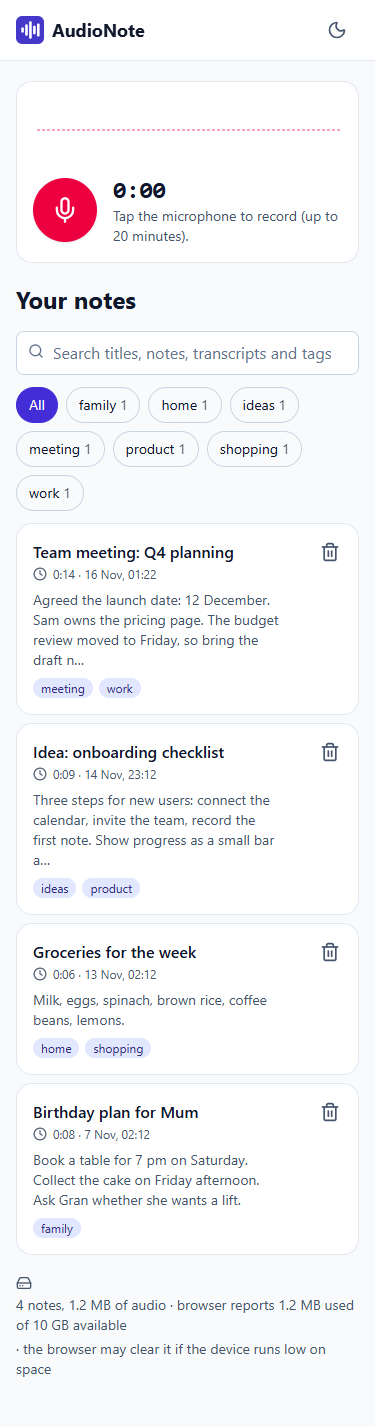 AudioNote
0:00
Tap the microphone to record (up to
20 minutes).
Your notes
Search titles, notes, transcripts and tags
All family 1 home 1 ideas 1
meeting 1 product 1 shopping 1
work 1
Team meeting: Q4 planning
0:14 · 16 Nov, 01:22
Agreed the launch date: 12 December.
Sam owns the pricing page. The budget
review moved to Friday, so bring the
draft n...
meeting work
Idea: onboarding checklist
0:09 · 14 Nov, 23:12
Three steps for new users: connect the
calendar, invite the team, record the
first note. Show progress as a small bar
a...
ideas product
Groceries for the week
0:06 · 13 Nov, 02:12
Milk, eggs, spinach, brown rice, coffee
beans, lemons.
home shopping
Birthday plan for Mum
0:08 · 7 Nov, 02:12
Book a table for 7 pm on Saturday.
Collect the cake on Friday afternoon.
Ask Gran whether she wants a lift.
family
4 notes, 1.2 MB of audio · browser reports 1.2 MB used
of 10 GB available
· the browser may clear it if the device runs low on
space